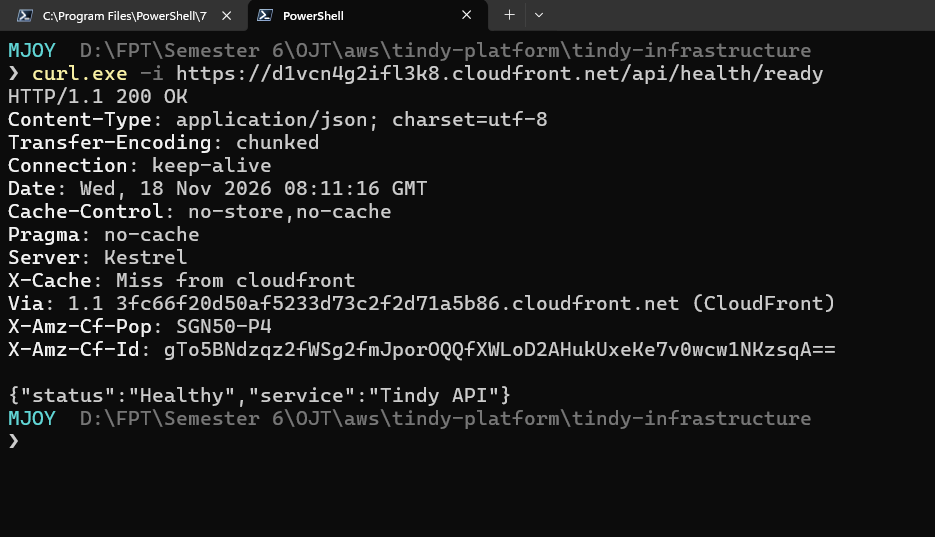 C:\Program Files\PowerShell\7
PowerShell
MJOY D:\FPT\Semester 6\OJT\aws\tindy-platform\tindy-infrastructure
❯ curl.exe -i https://d1vcn4g2ifl3k8.cloudfront.net/api/health/ready
HTTP/1.1 200 OK
Content-Type: application/json; charset=utf-8
Transfer-Encoding: chunked
Connection: keep-alive
Date: Wed, 18 Nov 2026 08:11:16 GMT
Cache-Control: no-store,no-cache
Pragma: no-cache
Server: Kestrel
X-Cache: Miss from cloudfront
Via: 1.1 3fc66f20d50af5233d73c2f2d71a5b86.cloudfront.net (CloudFront)
X-Amz-Cf-Pop: SGN50-P4
X-Amz-Cf-Id: gTo5BNdzqz2fWSg2fmJporOQQfXWLoD2AHukUxeKe7v0wcw1NKzsqA==
{"status":"Healthy","service":"Tindy API"}
MJOY D:\FPT\Semester 6\OJT\aws\tindy-platform\tindy-infrastructure
❯